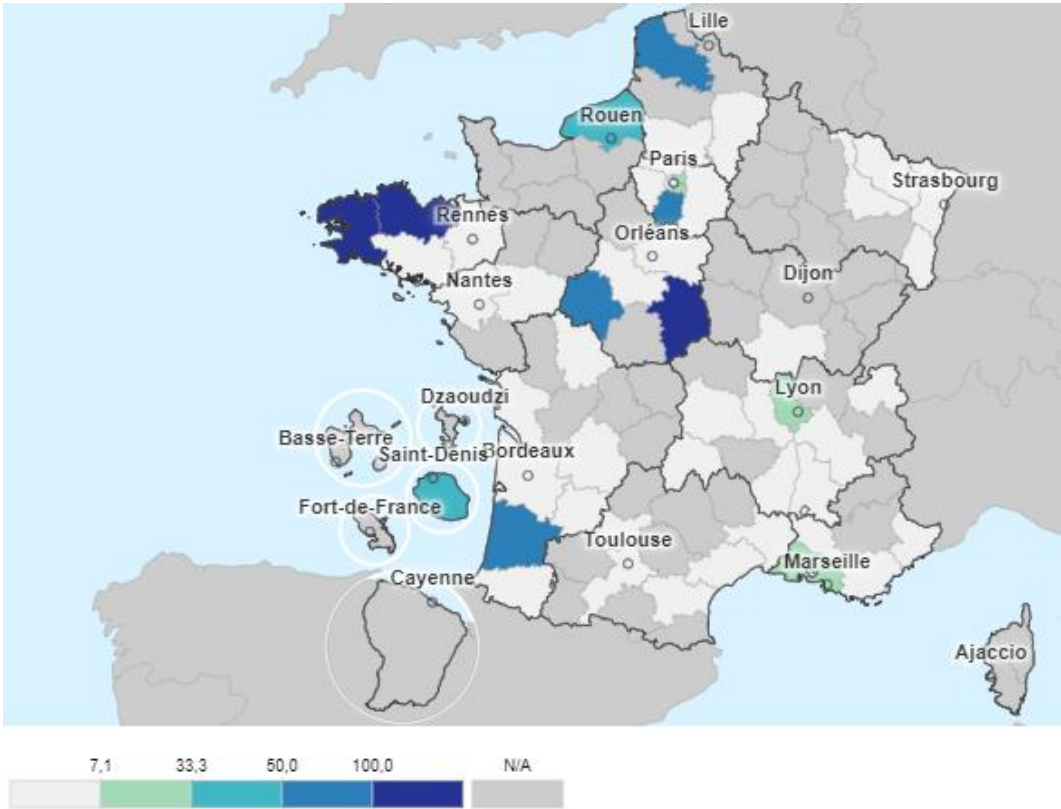 Lille
Rouen
Paris
Strasbourg
Rennes
Orléans
Nantes
Dijon
Lyon
Dzaoudzi
Basse-Terre
Saint-Denis
Bordeaux
Fort-de-France
Toulouse
Marseille
Cayenne
Ajaccio
7,1 33,3 50,0 100,0 N/A